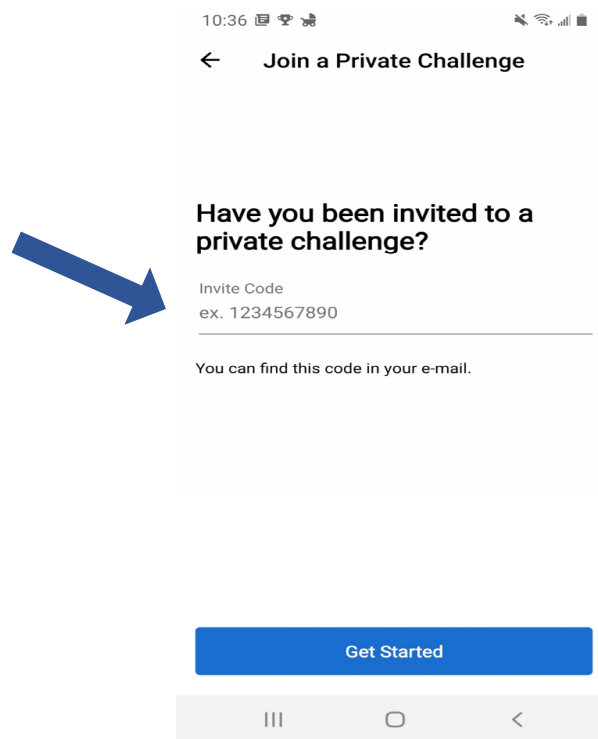 10:36
Join a Private Challenge
Have you been invited to a
private challenge?
Invite Code
ex. 1234567890
You can find this code in your e-mail.
Get Started